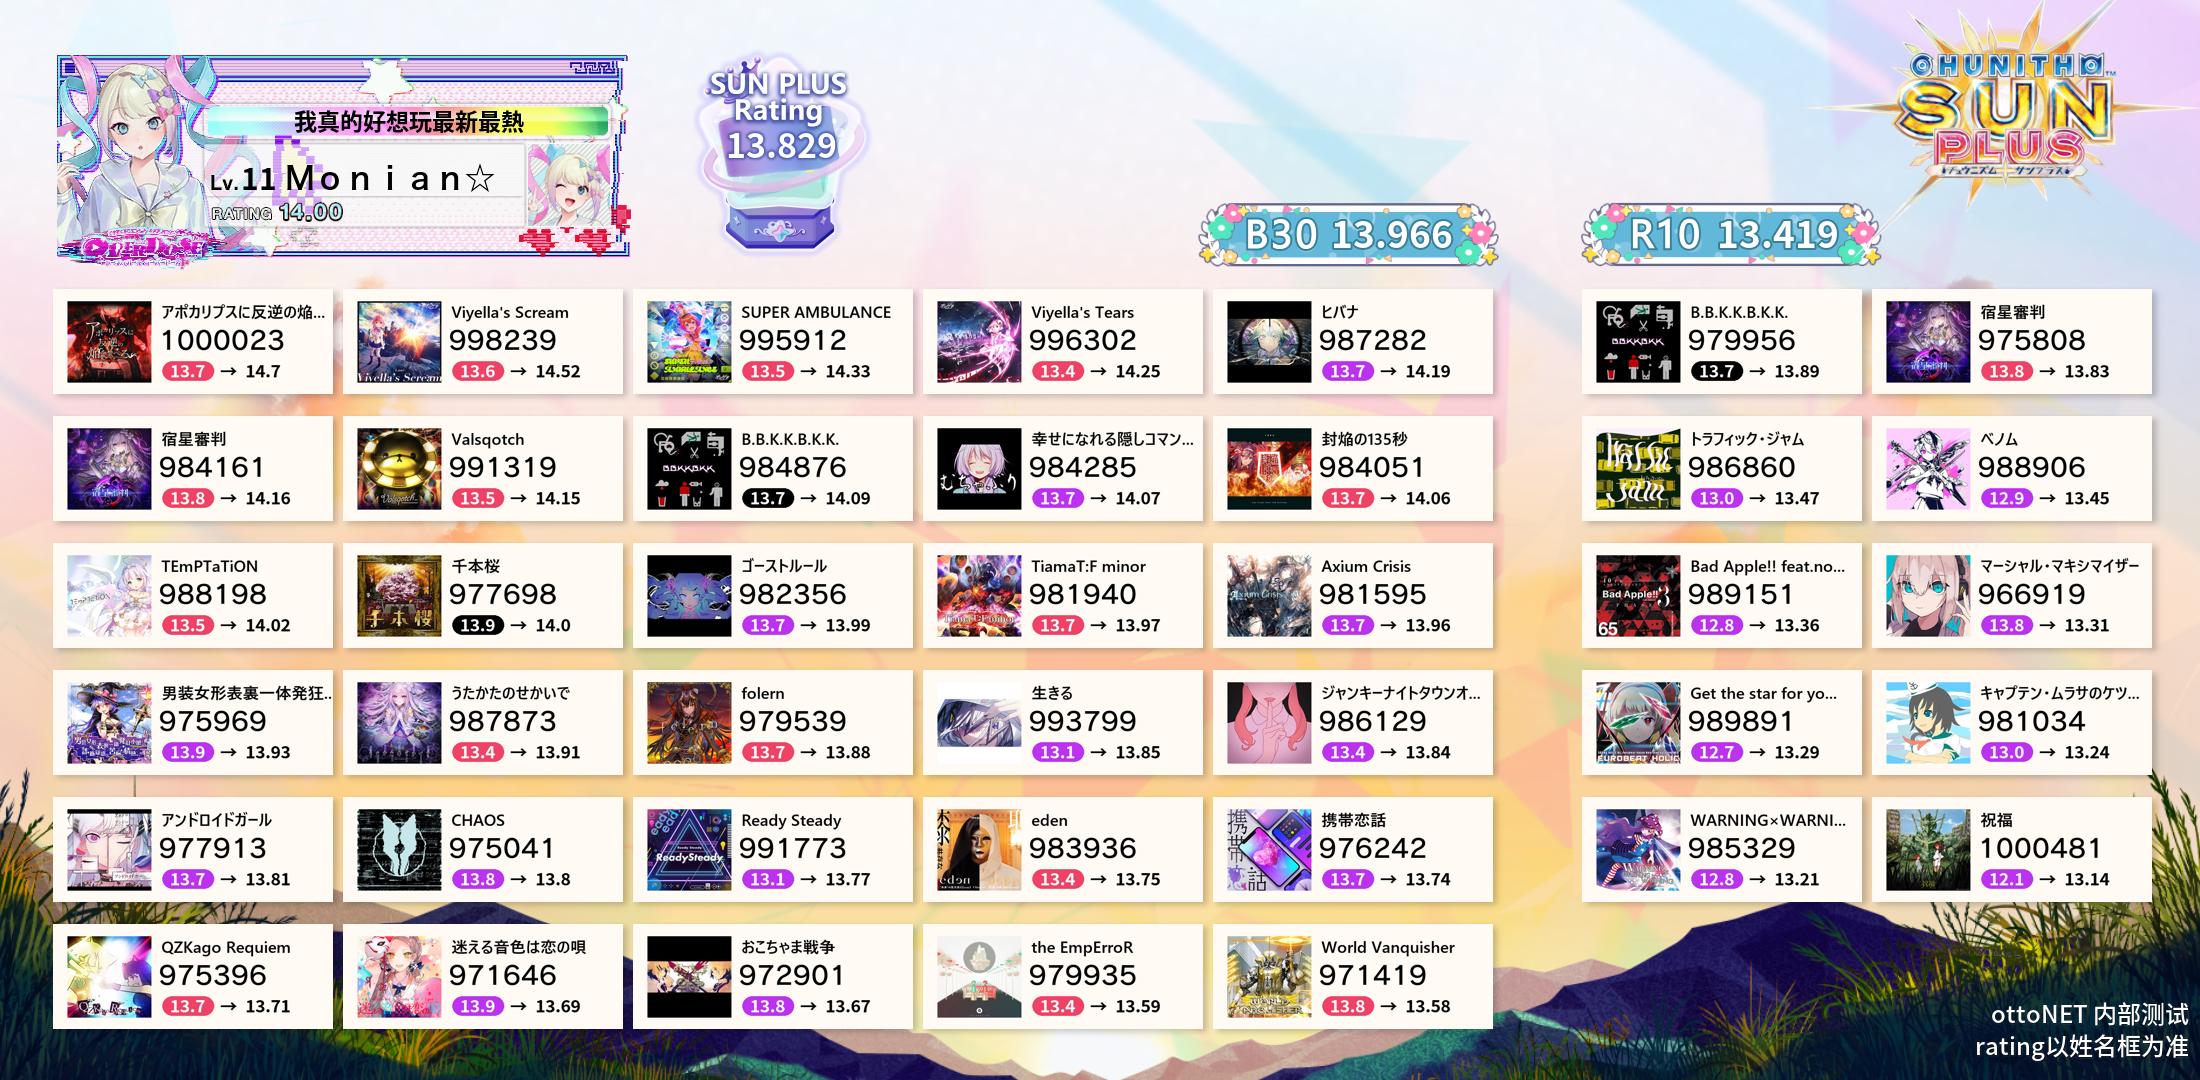 我真的好想玩最新最熱
Lv.11 Monian☆
RATING 14.00
SUN PLUS
Rating
13.829
CHUNITHM
SUN
PLUS
B30 13.966
R10 13.419
アポカリプスに反逆の焔...
1000023
13.7 → 14.7
Viyella's Scream
998239
13.6 → 14.52
SUPER AMBULANCE
995912
13.5 → 14.33
Viyella's Tears
996302
13.4 → 14.25
ヒバナ
987282
13.7 → 14.19
宿星審判
984161
13.8 → 14.16
Valsqotch
991319
13.5 → 14.15
B.B.K.K.B.K.K.
984876
13.7 → 14.09
幸せになれる隠しコマン...
984285
13.7 → 14.07
封焔の135秒
984051
13.7 → 14.06
TEmPTaTiON
988198
13.5 → 14.02
千本桜
977698
13.9 → 14.0
ゴーストルール
982356
13.7 → 13.99
TiamaT:F minor
981940
13.7 → 13.97
Axium Crisis
981595
13.7 → 13.96
男装女形表裏一体発狂...
975969
13.9 → 13.93
うたかたのせかいで
987873
13.4 → 13.91
folern
979539
13.7 → 13.88
生きる
993799
13.1 → 13.85
ジャンキーナイトタウンオ...
986129
13.4 → 13.84
アンドロイドガール
977913
13.7 → 13.81
CHAOS
975041
13.8 → 13.8
Ready Steady
991773
13.1 → 13.77
eden
983936
13.4 → 13.75
携帯恋話
976242
13.7 → 13.74
QZKago Requiem
975396
13.7 → 13.71
迷える音色は恋の唄
971646
13.9 → 13.69
おこちゃま戦争
972901
13.8 → 13.67
the EmpErroR
979935
13.4 → 13.59
World Vanquisher
971419
13.8 → 13.58
B.B.K.K.B.K.K.
979956
13.7 → 13.89
宿星審判
975808
13.8 → 13.83
トラフィック・ジャム
986860
13.0 → 13.47
ベノム
988906
12.9 → 13.45
Bad Apple!! feat.no...
989151
12.8 → 13.36
マーシャル・マキシマイザー
966919
13.8 → 13.31
Get the star for yo...
989891
12.7 → 13.29
キャプテン・ムラサのケツ...
981034
13.0 → 13.24
WARNING×WARNI...
985329
12.8 → 13.21
祝福
1000481
12.1 → 13.14
ottoNET 内部测试
rating以姓名框为准